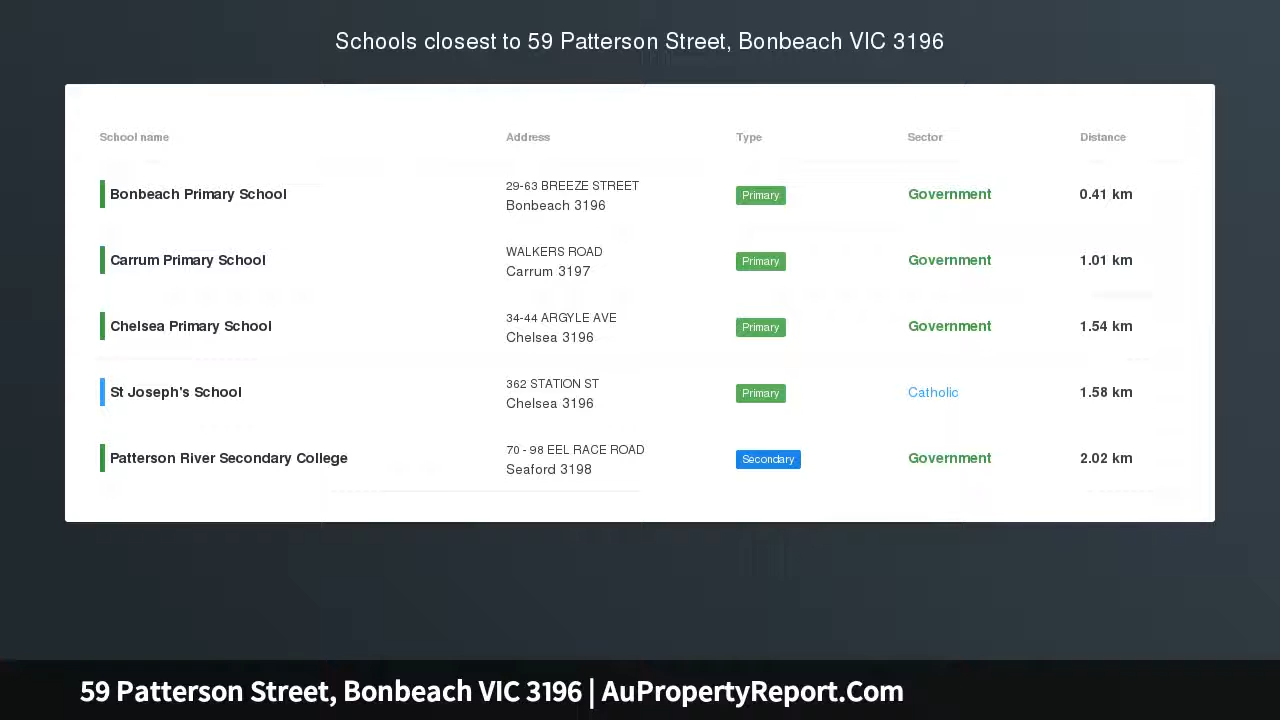 Schools closest to 59 Patterson Street, Bonbeach VIC 3196
School name Address Type Sector Distance
Bonbeach Primary School 29-63 BREEZE STREET Primary Government 0.41 km
Bonbeach 3196
Carrum Primary School WALKERS ROAD Primary Government 1.01 km
Carrum 3197
Chelsea Primary School 34-44 ARGYLE AVE Primary Government 1.54 km
Chelsea 3196
St Joseph's School 362 STATION ST Primary Catholic 1.58 km
Chelsea 3196
Patterson River Secondary College 70 - 98 EEL RACE ROAD Secondary Government 2.02 km
Seaford 3198
59 Patterson Street, Bonbeach VIC 3196 | AuPropertyReport.Com